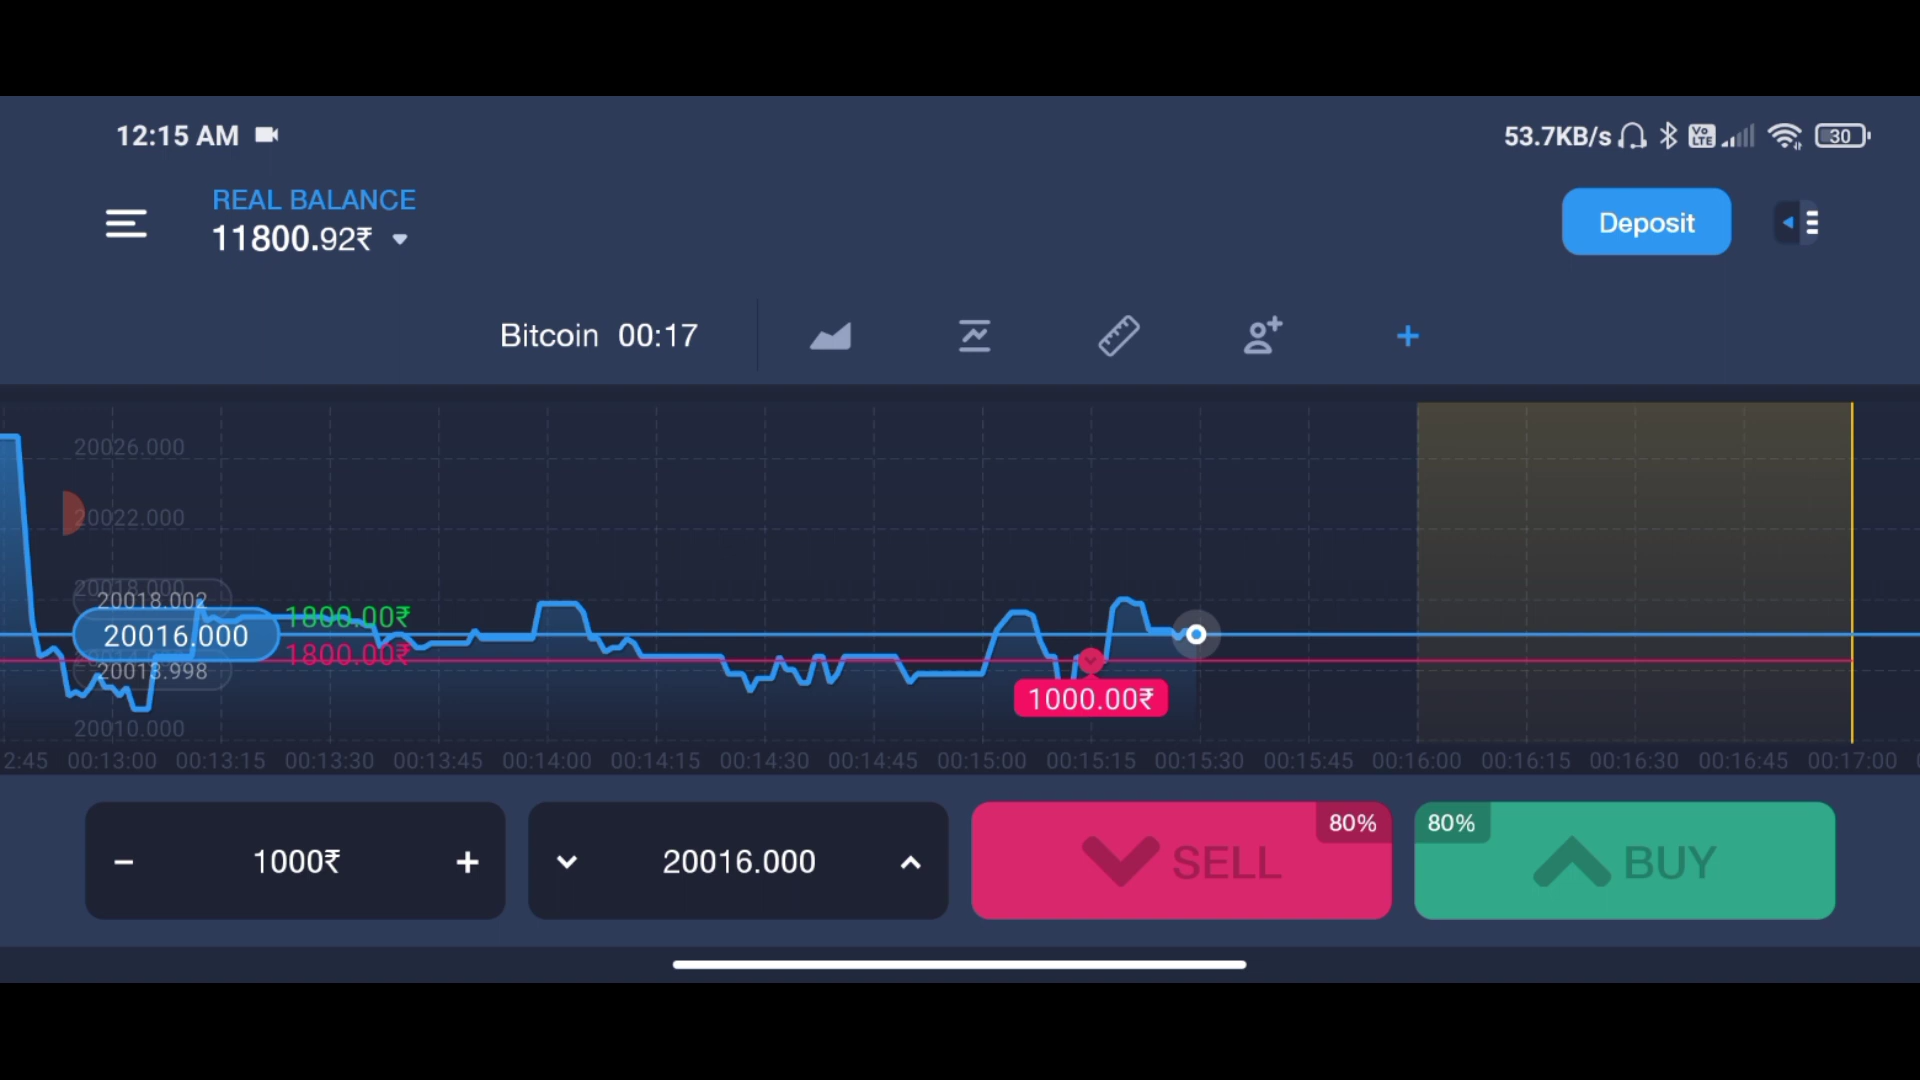 12:15 AM
53.7KB/s
Vo LTE
30
REAL BALANCE
11800.92₹
Deposit
Bitcoin 00:17
20026.000
20022.000
20018.000
20018.002
1800.00₹
20016.000
1800.00₹
20013.998
1000.00₹
20010.000
2:45 00:13:00 00:13:15 00:13:30 00:13:45 00:14:00 00:14:15 00:14:30 00:14:45 00:15:00 00:15:15 00:15:30 00:15:45 00:16:00 00:16:15 00:16:30 00:16:45 00:17:00
1000₹
20016.000
SELL
80%
80%
BUY